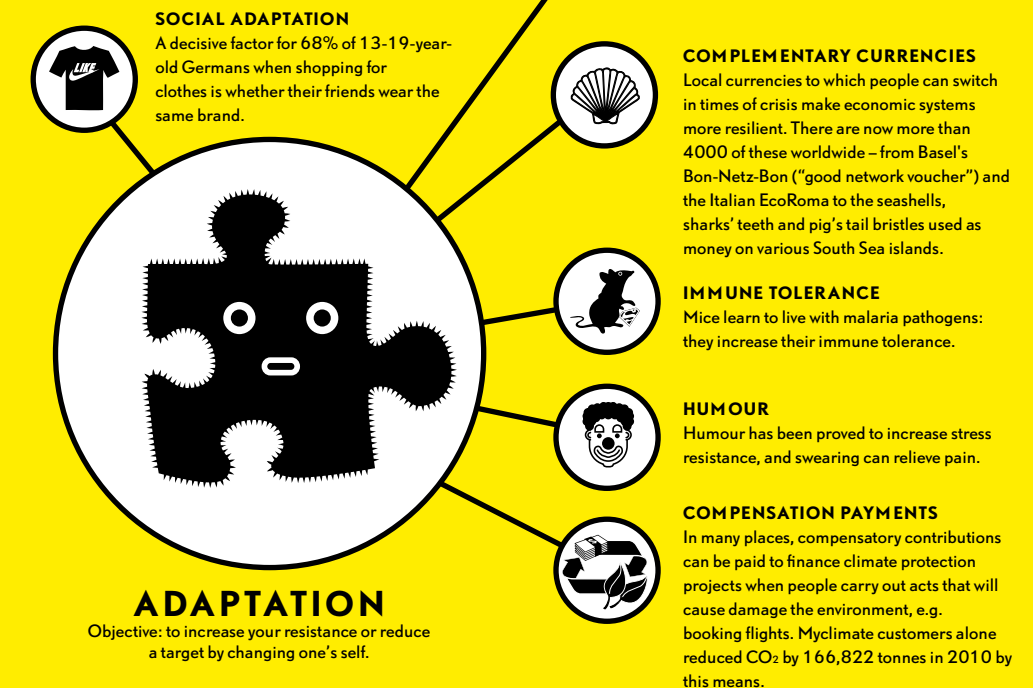 SOCIAL ADAPTATION
A decisive factor for 68% of 13-19-year-
old Germans when shopping for
clothes is whether their friends wear the
same brand.
LIKE
COMPLEMENTARY CURRENCIES
Local currencies to which people can switch
in times of crisis make economic systems
more resilient. There are now more than
4000 of these worldwide – from Basel's
Bon-Netz-Bon (“good network voucher”) and
the Italian EcoRoma to the seashells,
sharks’ teeth and pig’s tail bristles used as
money on various South Sea islands.
IMMUNE TOLERANCE
Mice learn to live with malaria pathogens:
they increase their immune tolerance.
S
HUMOUR
Humour has been proved to increase stress
resistance, and swearing can relieve pain.
COMPENSATION PAYMENTS
In many places, compensatory contributions
can be paid to finance climate protection
projects when people carry out acts that will
cause damage the environment, e.g.
booking flights. Myclimate customers alone
reduced CO2 by 166,822 tonnes in 2010 by
this means.
ADAPTATION
Objective: to increase your resistance or reduce
a target by changing one’s self.